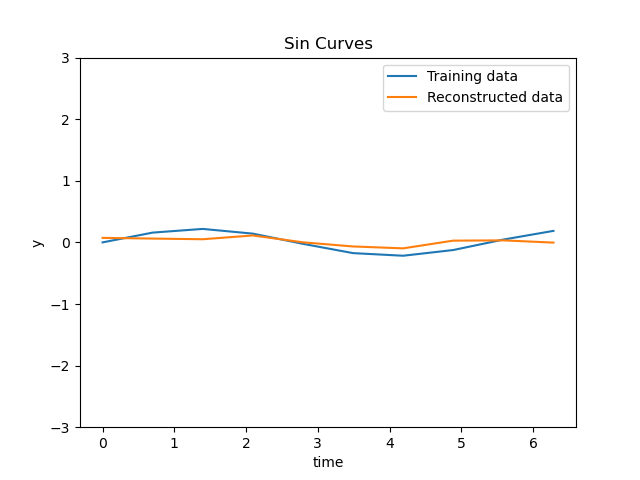 Sin Curves
Training data
Reconstructed data
3
2
1
0
−1
−2
−3
y
0 1 2 3 4 5 6
time